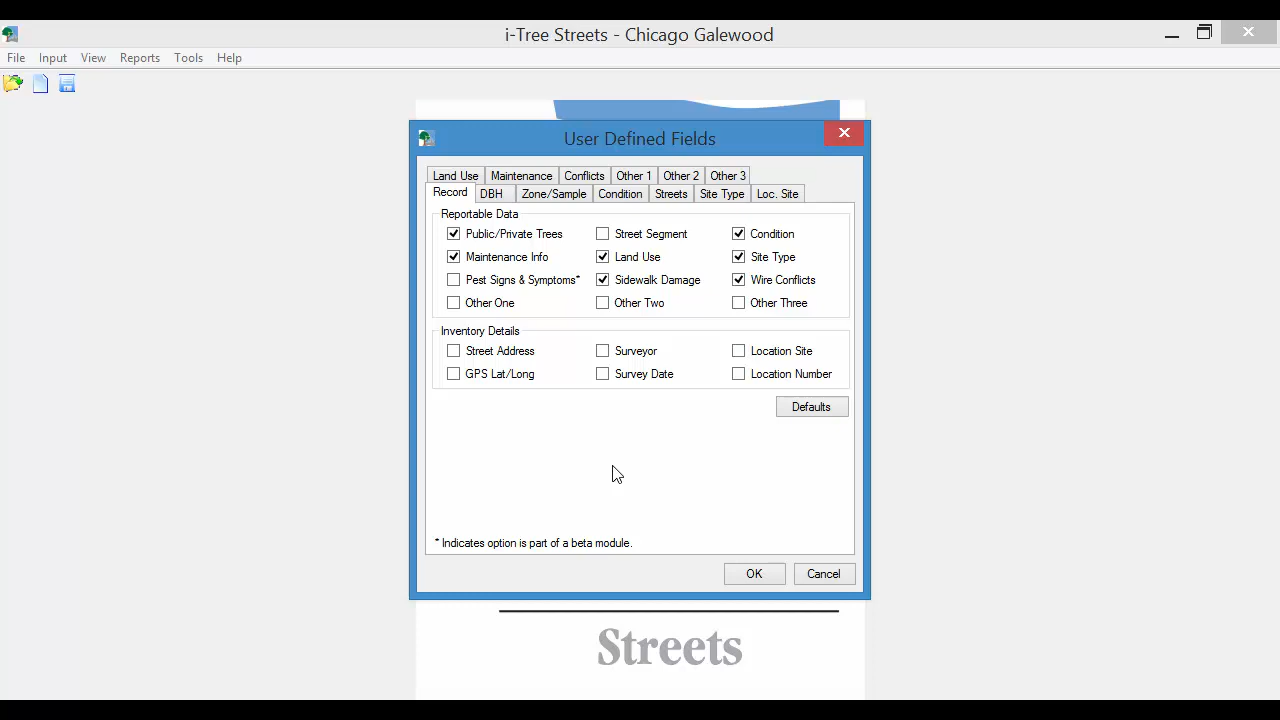 i-Tree Streets - Chicago Galewood
File Input View Reports Tools Help
User Defined Fields
Land Use Maintenance Conflicts Other 1 Other 2 Other 3
Record DBH Zone/Sample Condition Streets Site Type Loc. Site
Reportable Data
Public/Private Trees Street Segment Condition
Maintenance Info Land Use Site Type
Pest Signs & Symptoms* Sidewalk Damage Wire Conflicts
Other One Other Two Other Three
Inventory Details
Street Address Surveyor Location Site
GPS Lat/Long Survey Date Location Number
Defaults
* Indicates option is part of a beta module.
OK Cancel
Streets